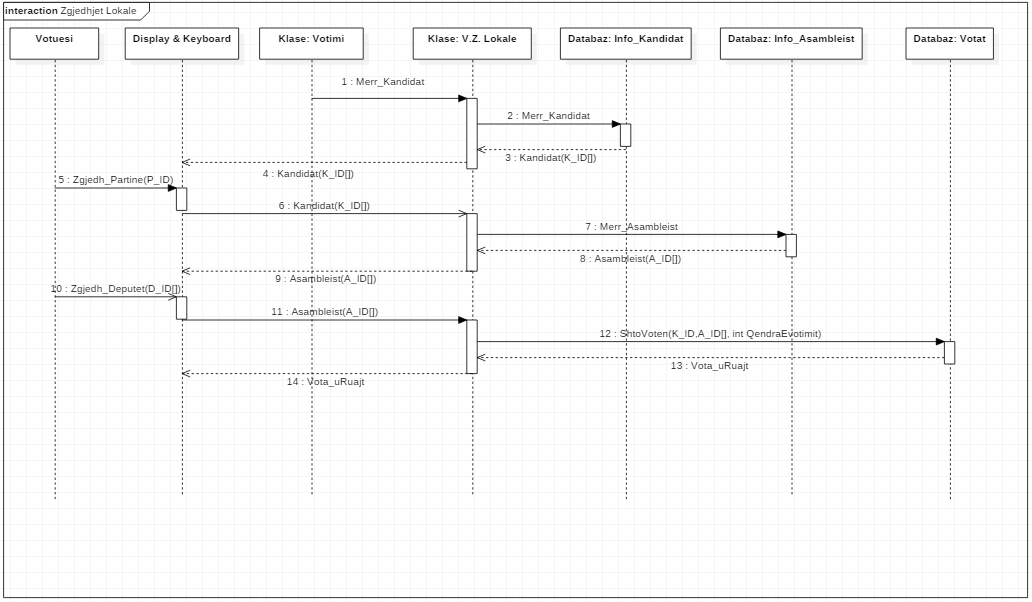 interaction Zgjedhjet Lokale
Votuesi
Display & Keyboard
Klase: Votimi
Klase: V.Z. Lokale
Databaz: Info_Kandidat
Databaz: Info_Asambleist
Databaz: Votat
1 : Merr_Kandidat
2 : Merr_Kandidat
3 : Kandidat(K_ID[])
4 : Kandidat(K_ID[])
5 : Zgjedh_Partine(P_ID)
6 : Kandidat(K_ID[])
7 : Merr_Asambleist
8 : Asambleist(A_ID[])
9 : Asambleist(A_ID[])
10 : Zgjedh_Deputet(D_ID[])
11 : Asambleist(A_ID[])
12 : ShtoVoten(K_ID,A_ID[], int QendraEvotimit)
13 : Vota_uRuajt
14 : Vota_uRuajt